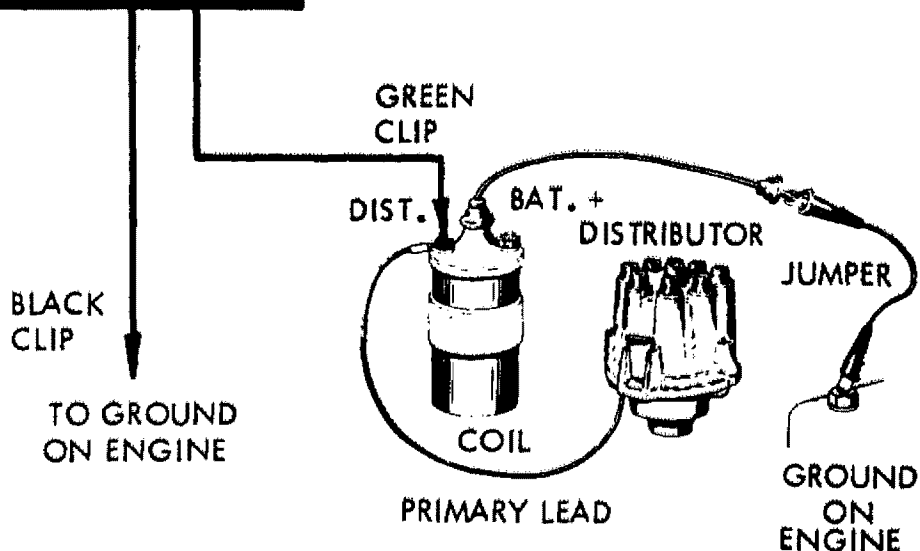 GREEN
CLIP
DIST.
BAT. +
DISTRIBUTOR
JUMPER
BLACK
CLIP
TO GROUND
ON ENGINE
COIL
PRIMARY LEAD
GROUND
ON
ENGINE